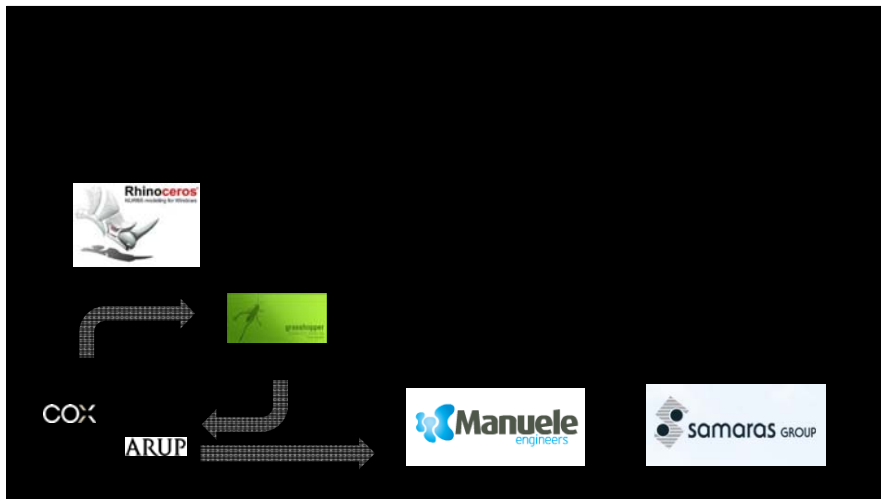 Rhinoceros
NURBS modeling for Windows
grasshopper
COX
ARUP
Manuele
engineers
samaras GROUP